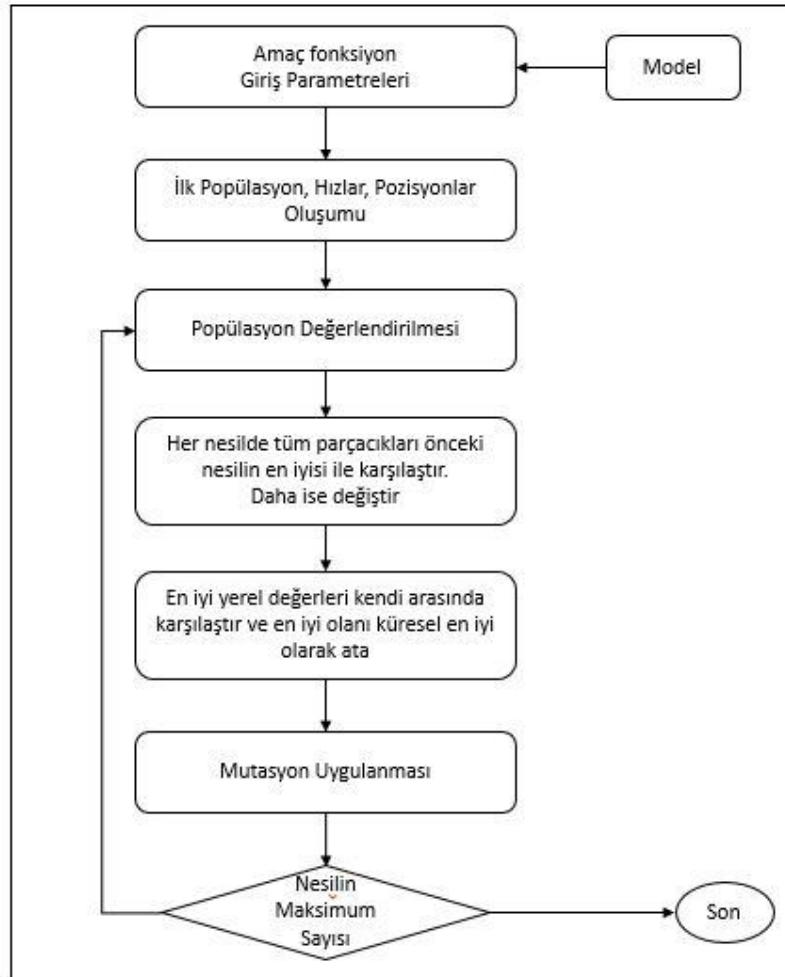 Amaç fonksiyon
Giriş Parametreleri
Model
İlk Popülasyon, Hızlar, Pozisyonlar
Oluşumu
Popülasyon Değerlendirilmesi
Her nesilde tüm parçacıkları önceki
nesilin en iyisi ile karşılaştır.
Daha ise değiştir
En iyi yerel değerleri kendi arasında
karşılaştır ve en iyi olanı küresel en iyi
olarak ata
Mutasyon Uygulanması
Nesilin
Maksimum
Sayısı
Son